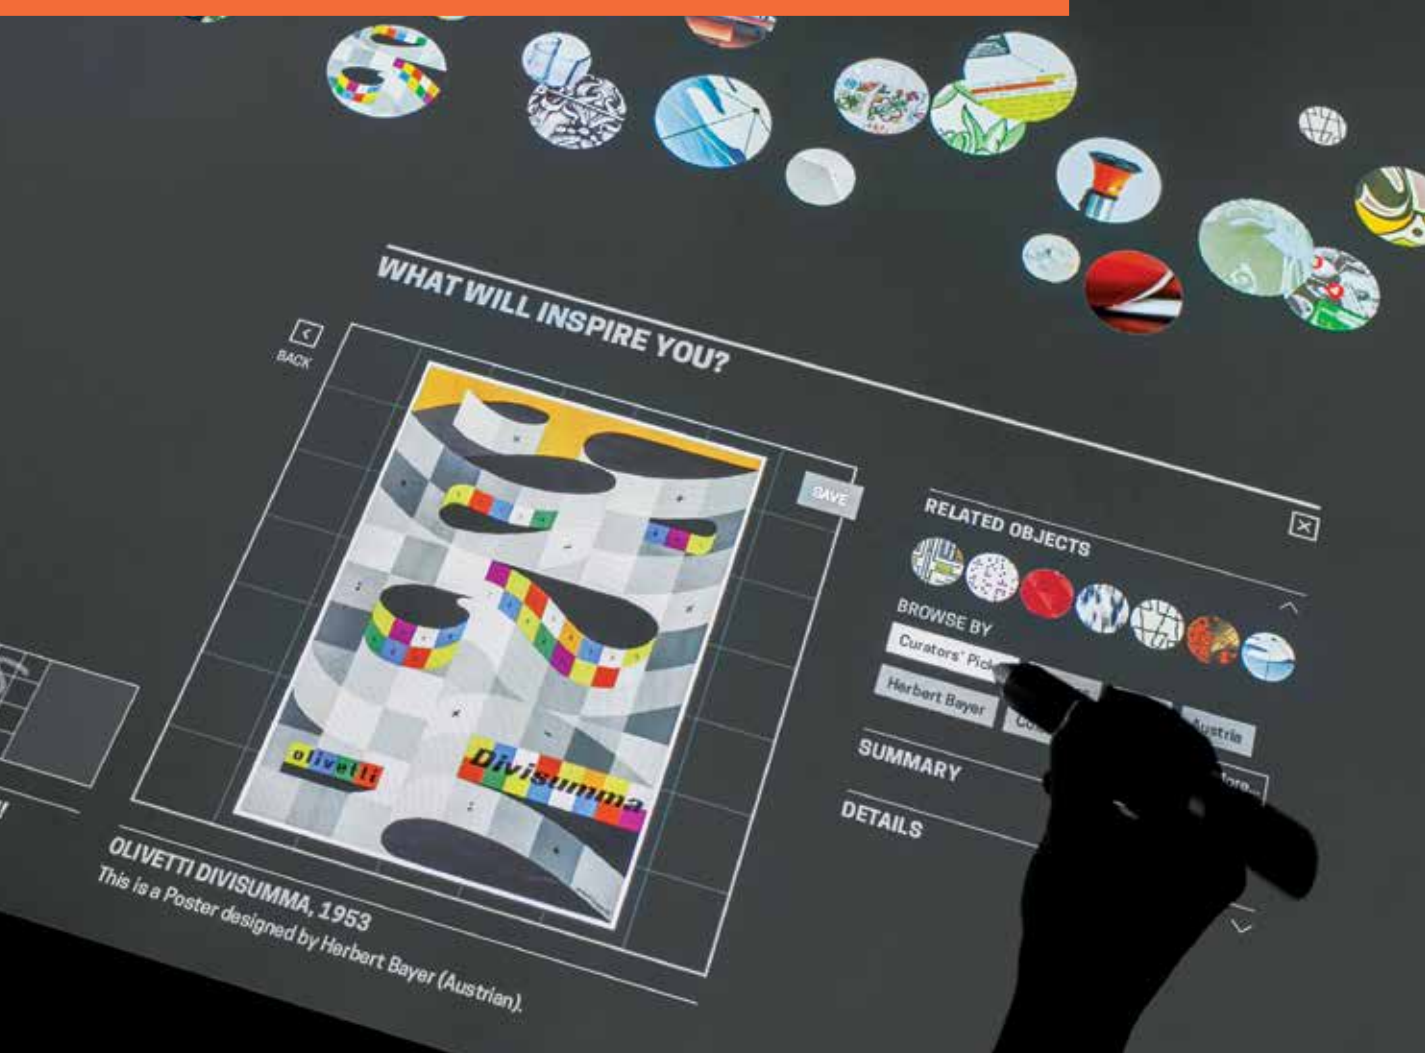 WHAT WILL INSPIRE YOU?
BACK
SAVE
olivetti
Divisumma
OLIVETTI DIVISUMMA, 1953
This is a Poster designed by Herbert Bayer (Austrian).
RELATED OBJECTS
BROWSE BY
Curators' Pick
Herbert Bayer
Austria
SUMMARY
DETAILS